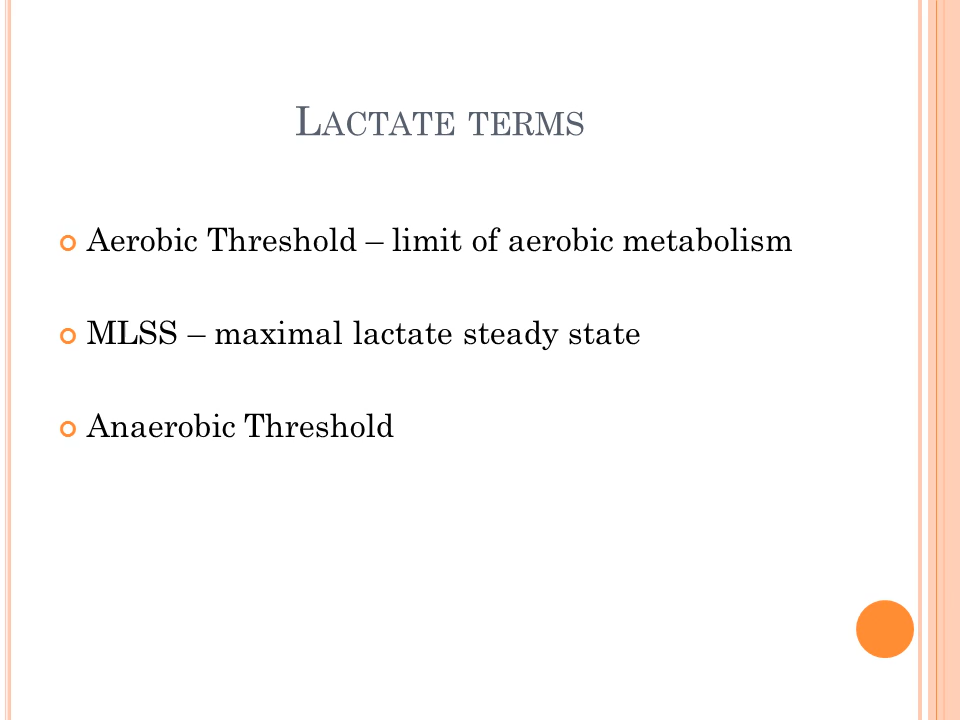 Lactate terms
Aerobic Threshold – limit of aerobic metabolism
MLSS – maximal lactate steady state
Anaerobic Threshold